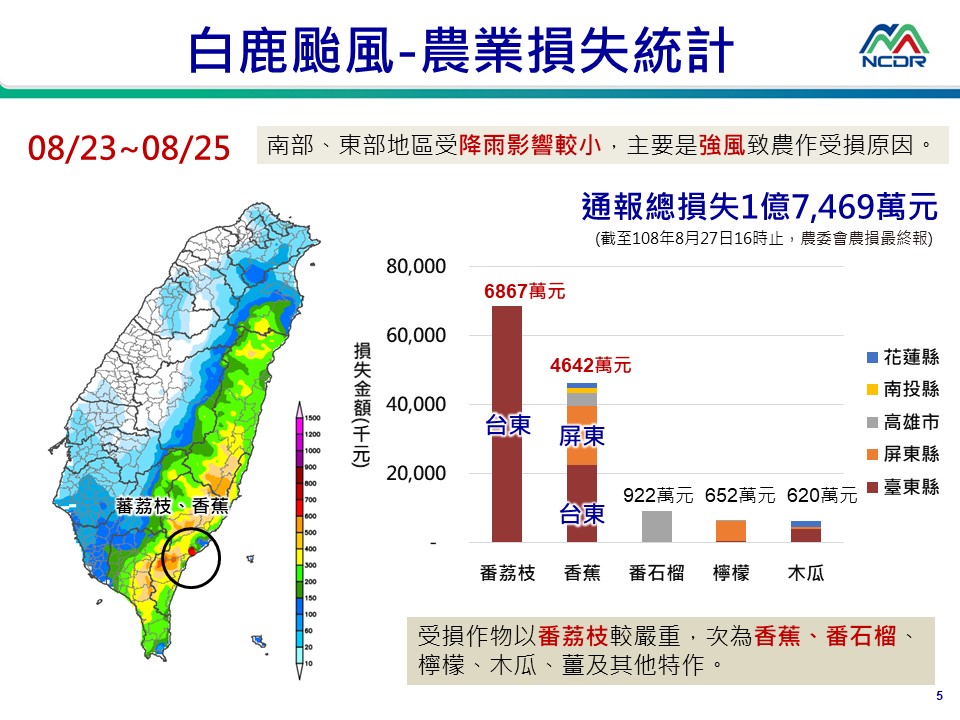 白鹿颱風-農業損失統計
NCDR
08/23~08/25
南部、東部地區受降雨影響較小，主要是強風致農作受損原因。
通報總損失1億7,469萬元
(截至108年8月27日16時止，農委會農損最終報)
損失金額(千元)
80,000
60,000
40,000
20,000
-
6867萬元
4642萬元
922萬元
652萬元
620萬元
台東
屏東
台東
番荔枝
香蕉
番石榴
檸檬
木瓜
花蓮縣
南投縣
高雄市
屏東縣
臺東縣
蕃荔枝、香蕉
1500
1200
1000
900
800
700
600
500
400
300
200
150
100
60
20
10
受損作物以番荔枝較嚴重，次為香蕉、番石榴、
檸檬、木瓜、薑及其他特作。
5